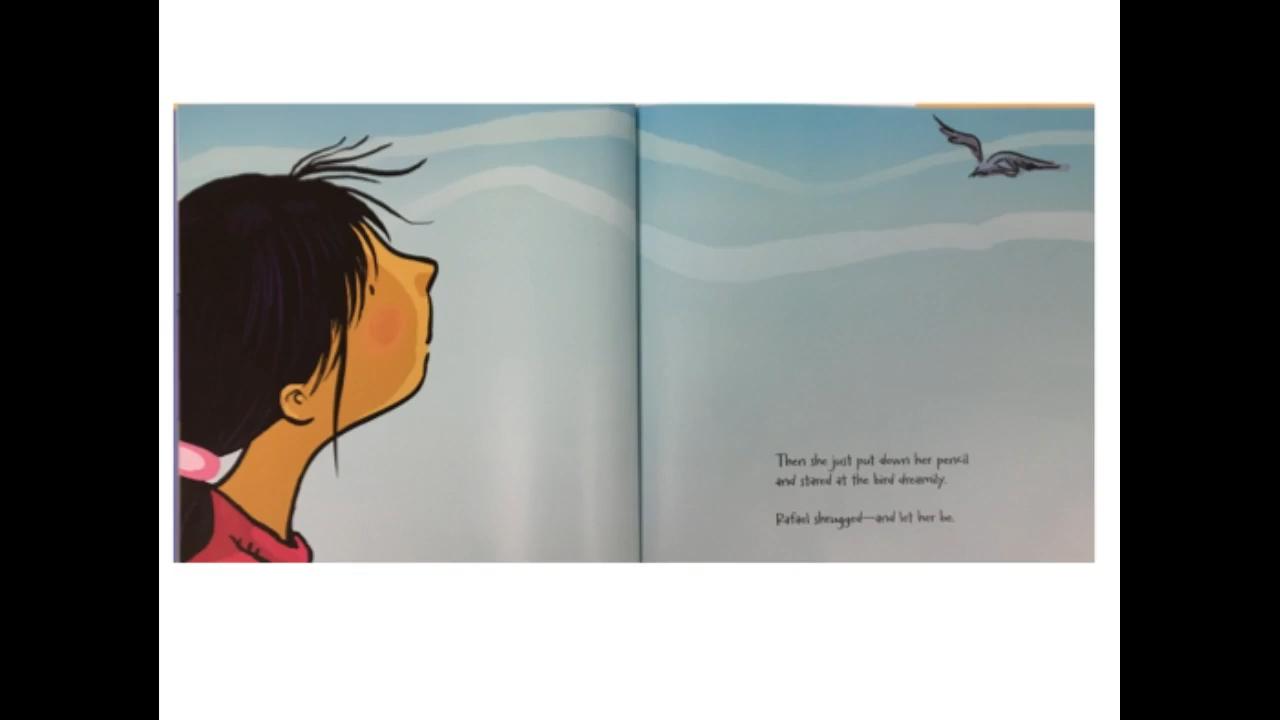 Then she just put down her pencil
and stared at the bird dreamily.
Rafael shrugged—and let her be.